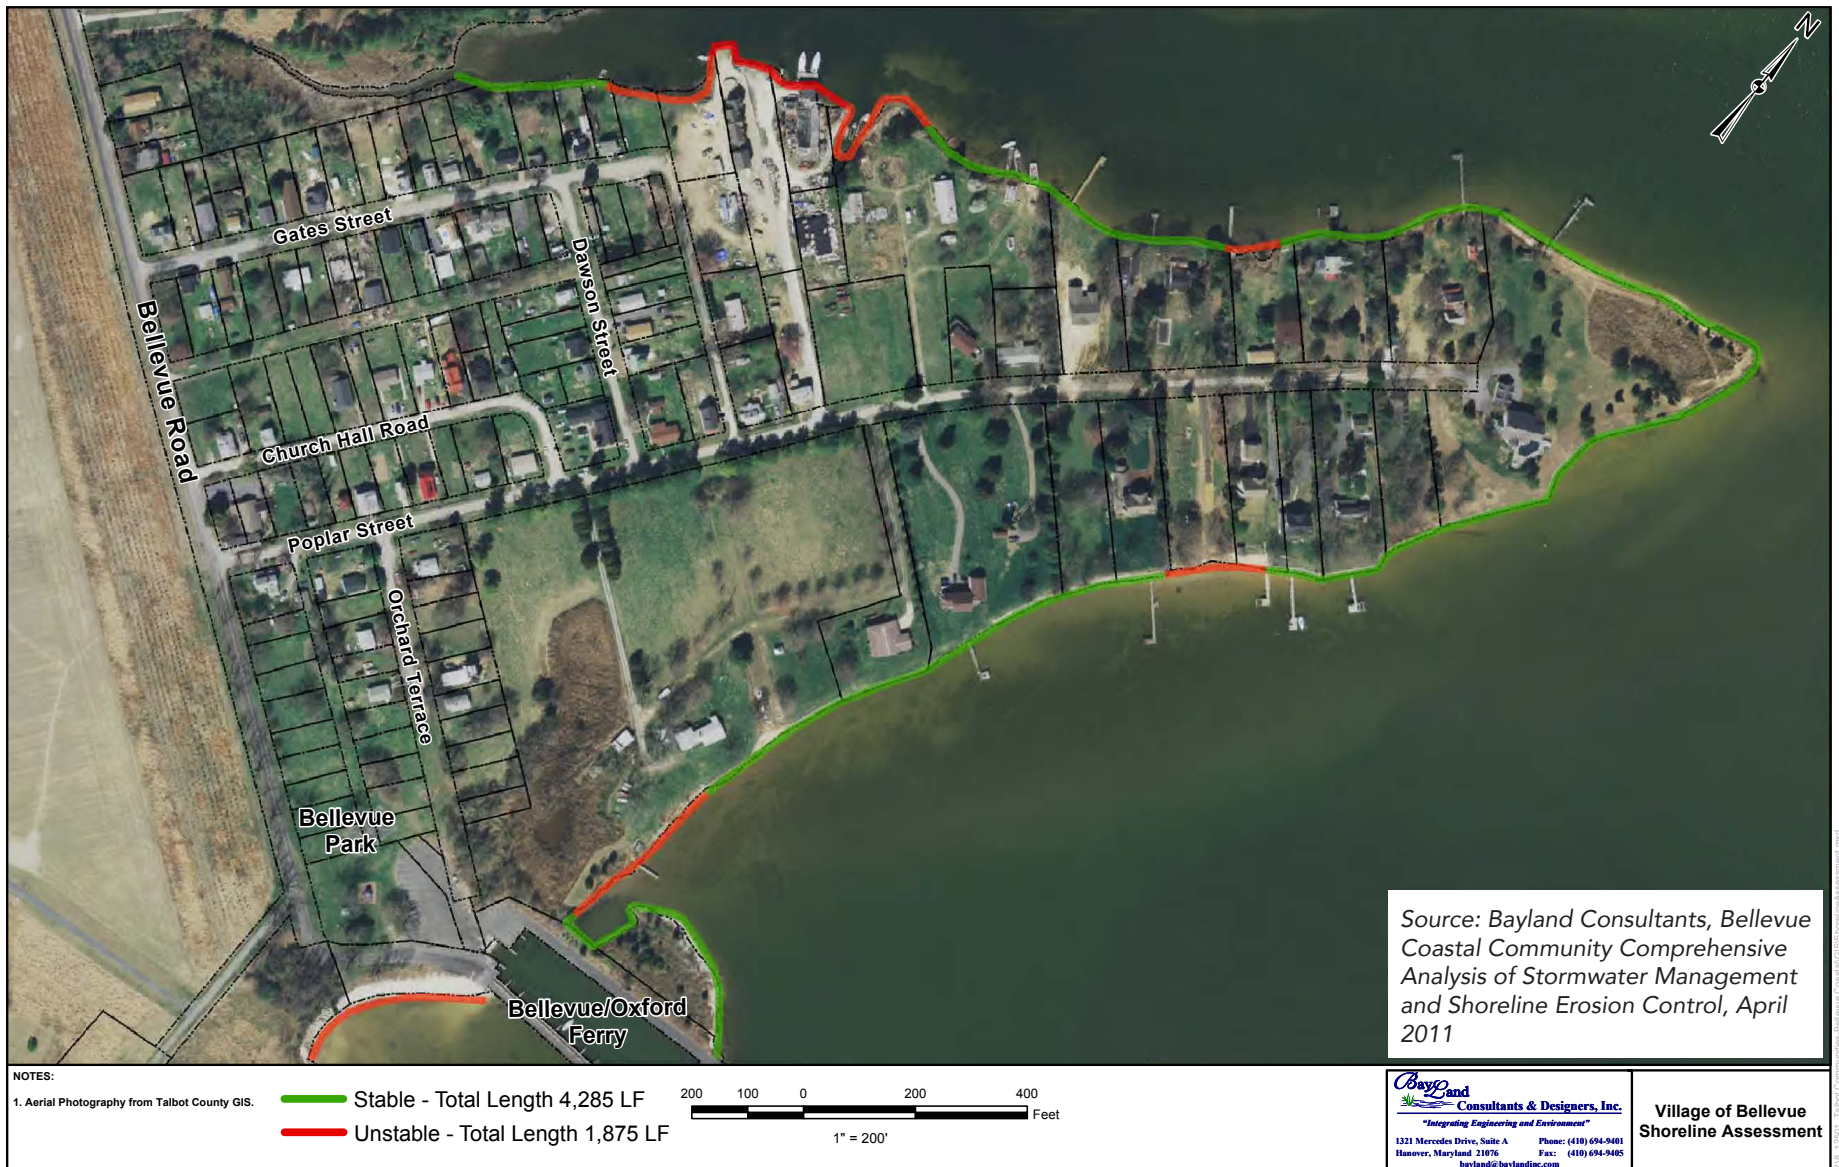 N
Gates Street
Dawson Street
Bellevue Road
Church Hall Road
Poplar Street
Orchard Terrace
Bellevue
Park
Bellevue/Oxford
Ferry
Source: Bayland Consultants, Bellevue
Coastal Community Comprehensive
Analysis of Stormwater Management
and Shoreline Erosion Control, April
2011
NOTES:
1. Aerial Photography from Talbot County GIS.
Stable - Total Length 4,285 LF
Unstable - Total Length 1,875 LF
200 100 0 200 400
Feet
1" = 200'
BayLand
Consultants & Designers, Inc.
"Integrating Engineering and Environment"
1321 Mercedes Drive, Suite A Phone: (410) 694-9401
Hanover, Maryland 21076 Fax: (410) 694-9405
bayland@baylandinc.com
Village of Bellevue
Shoreline Assessment